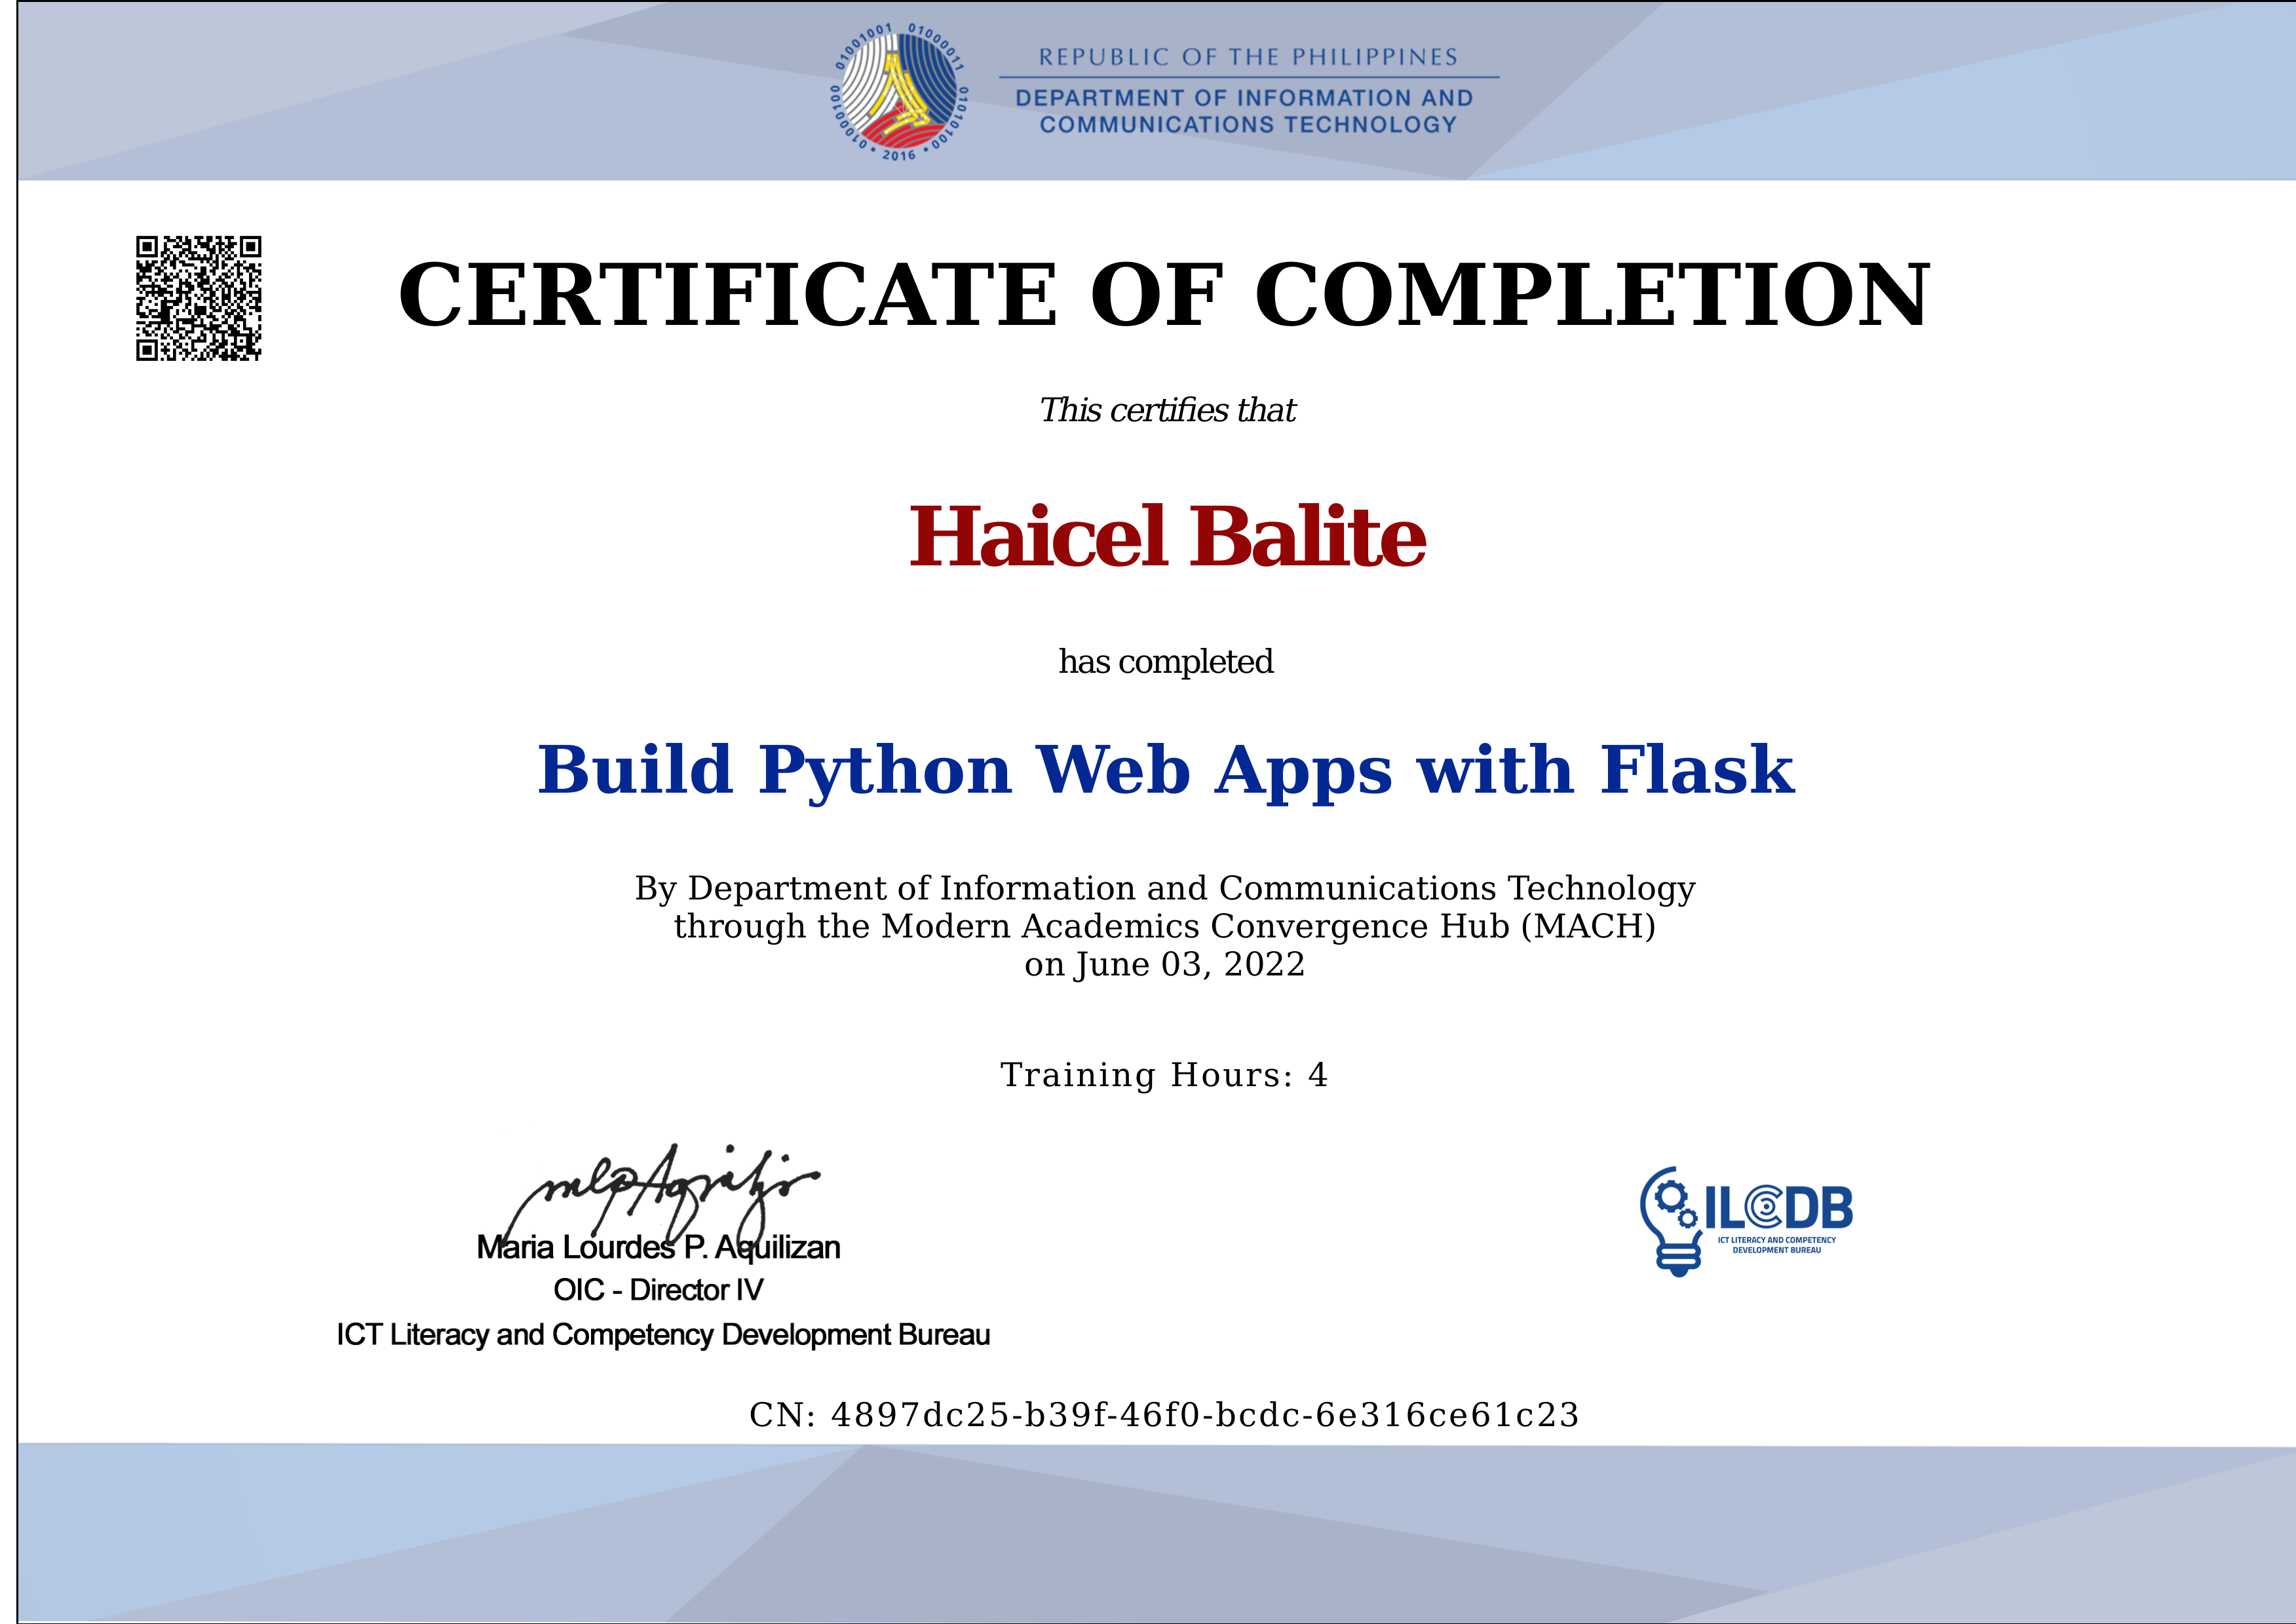 01001001 01000011 01010100 01000100 • 2016 •
REPUBLIC OF THE PHILIPPINES
DEPARTMENT OF INFORMATION AND
COMMUNICATIONS TECHNOLOGY
CERTIFICATE OF COMPLETION
This certifies that
Haicel Balite
has completed
Build Python Web Apps with Flask
By Department of Information and Communications Technology
through the Modern Academics Convergence Hub (MACH)
on June 03, 2022
Training Hours: 4
Maria Lourdes P. Aquilizan
OIC - Director IV
ICT Literacy and Competency Development Bureau
ILCDB
ICT LITERACY AND COMPETENCY
DEVELOPMENT BUREAU
CN: 4897dc25-b39f-46f0-bcdc-6e316ce61c23